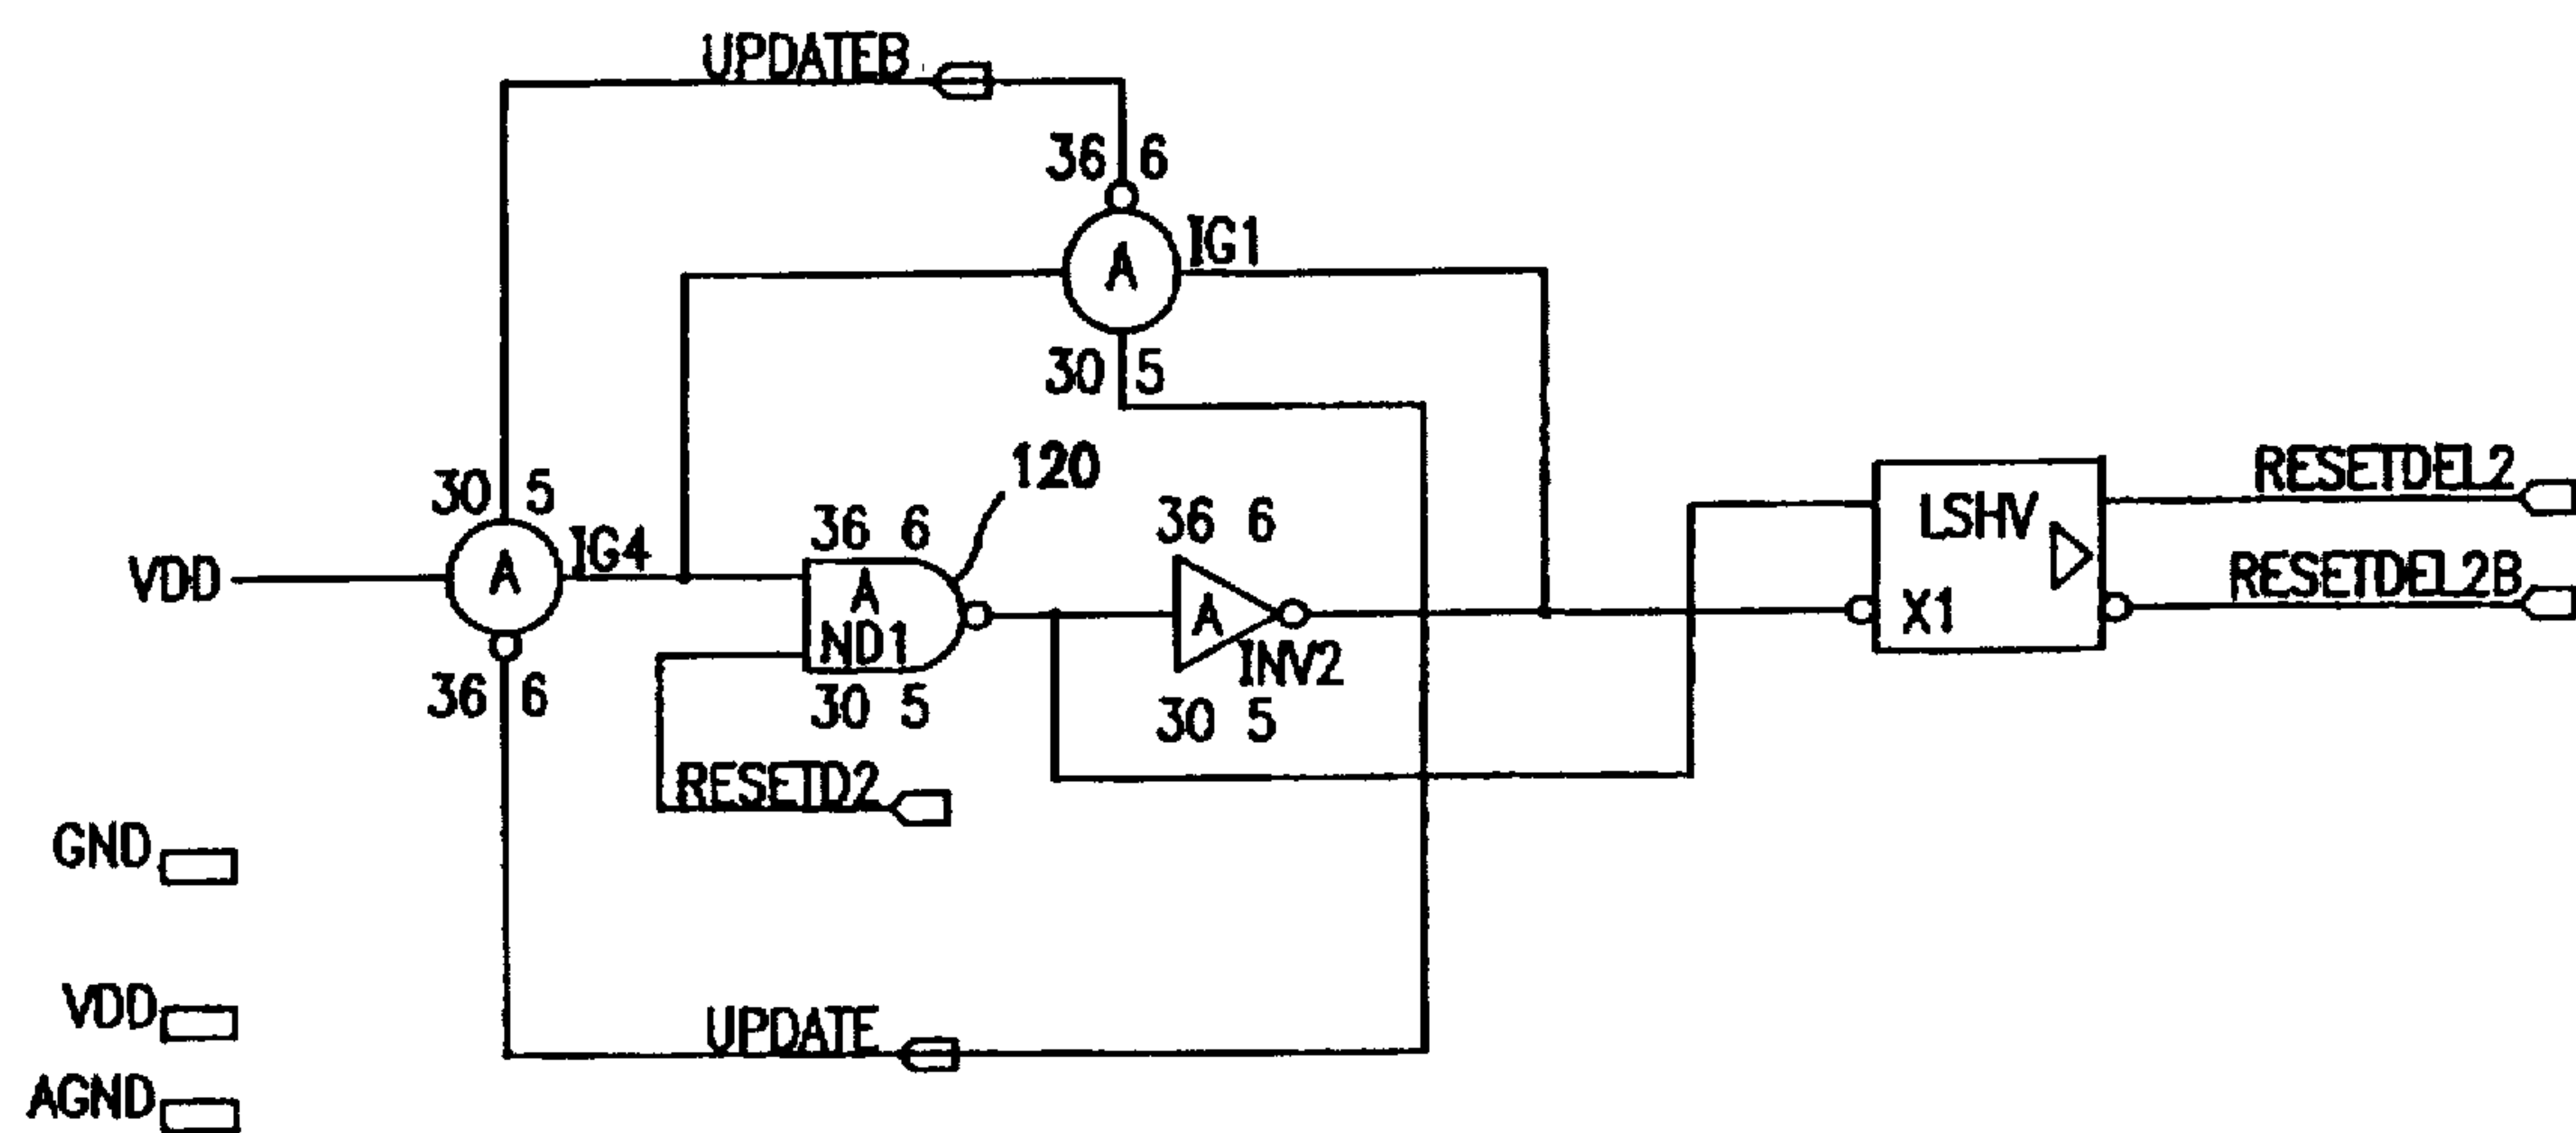 UPDATEB
36 6
A
IG1
30 5
120
30 5
A
IG4
VDD
36 6
36 6
A
ND1
30 5
36 6
A
INV2
30 5
LSHV
X1
RESETDEL2
RESETDEL2B
RESETD2
GND
VDD
UPDATE
AGND